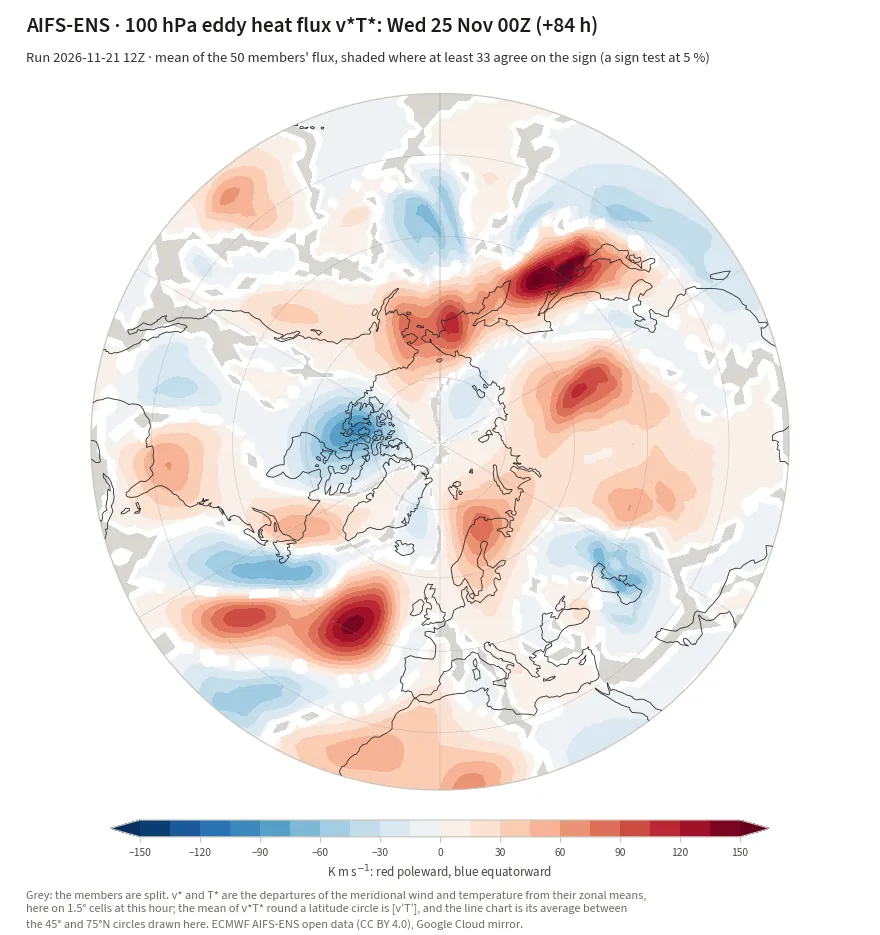 AIFS-ENS · 100 hPa eddy heat flux v*T*: Wed 25 Nov 00Z (+84 h)
Run 2026-11-21 12Z · mean of the 50 members' flux, shaded where at least 33 agree on the sign (a sign test at 5 %)
−150 −120 −90 −60 −30 0 30 60 90 120 150
K m s⁻¹: red poleward, blue equatorward
Grey: the members are split. v* and T* are the departures of the meridional wind and temperature from their zonal means,
here on 1.5° cells at this hour; the mean of v*T* round a latitude circle is [v'T'], and the line chart is its average between
the 45° and 75°N circles drawn here. ECMWF AIFS-ENS open data (CC BY 4.0), Google Cloud mirror.